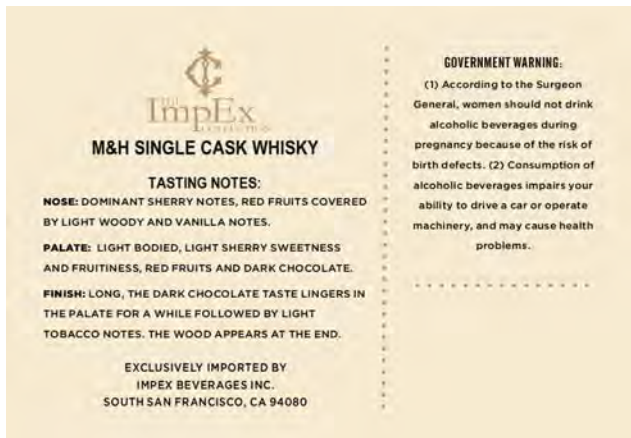 THE
ImpEx
COLLECTION
M&H SINGLE CASK WHISKY
TASTING NOTES:
NOSE: DOMINANT SHERRY NOTES, RED FRUITS COVERED
BY LIGHT WOODY AND VANILLA NOTES.
PALATE: LIGHT BODIED, LIGHT SHERRY SWEETNESS
AND FRUITINESS, RED FRUITS AND DARK CHOCOLATE.
FINISH: LONG, THE DARK CHOCOLATE TASTE LINGERS IN
THE PALATE FOR A WHILE FOLLOWED BY LIGHT
TOBACCO NOTES. THE WOOD APPEARS AT THE END.
EXCLUSIVELY IMPORTED BY
IMPEX BEVERAGES INC.
SOUTH SAN FRANCISCO, CA 94080
GOVERNMENT WARNING:
(1) According to the Surgeon
General, women should not drink
alcoholic beverages during
pregnancy because of the risk of
birth defects. (2) Consumption of
alcoholic beverages impairs your
ability to drive a car or operate
machinery, and may cause health
problems.